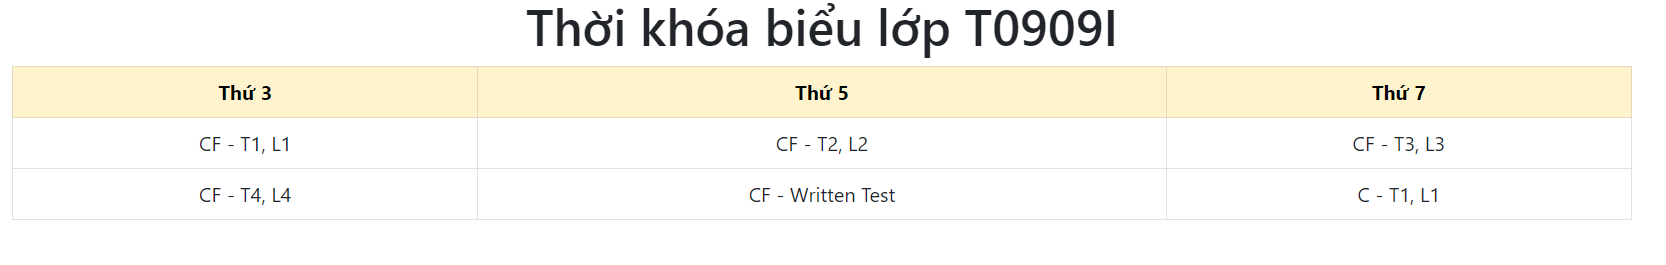 Thời khóa biểu lớp T0909I
Thứ 3 Thứ 5 Thứ 7
CF - T1, L1 CF - T2, L2 CF - T3, L3
CF - T4, L4 CF - Written Test C - T1, L1